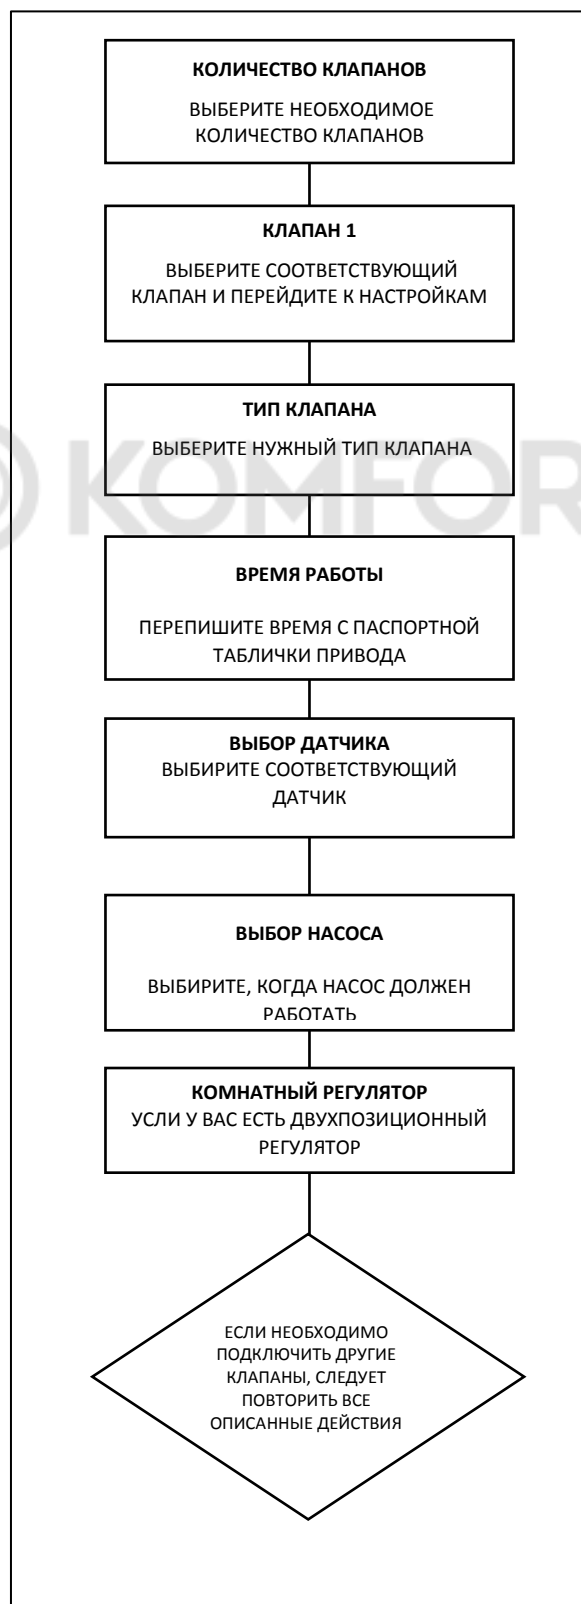 КОЛИЧЕСТВО КЛАПАНОВ
ВЫБЕРИТЕ НЕОБХОДИМОЕ
КОЛИЧЕСТВО КЛАПАНОВ
КЛАПАН 1
ВЫБЕРИТЕ СООТВЕТСТВУЮЩИЙ
КЛАПАН И ПЕРЕЙДИТЕ К НАСТРОЙКАМ
ТИП КЛАПАНА
ВЫБЕРИТЕ НУЖНЫЙ ТИП КЛАПАНА
KOMFOR
ВРЕМЯ РАБОТЫ
ПЕРЕПИШИТЕ ВРЕМЯ С ПАСПОРТНОЙ
ТАБЛИЧКИ ПРИВОДА
ВЫБОР ДАТЧИКА
ВЫБИРИТЕ СООТВЕТСТВУЮЩИЙ
ДАТЧИК
ВЫБОР НАСОСА
ВЫБИРИТЕ, КОГДА НАСОС ДОЛЖЕН
РАБОТАТЬ
КОМНАТНЫЙ РЕГУЛЯТОР
УСЛИ У ВАС ЕСТЬ ДВУХПОЗИЦИОННЫЙ
РЕГУЛЯТОР
ЕСЛИ НЕОБХОДИМО
ПОДКЛЮЧИТЬ ДРУГИЕ
КЛАПАНЫ, СЛЕДУЕТ
ПОВТОРИТЬ ВСЕ
ОПИСАННЫЕ ДЕЙСТВИЯ